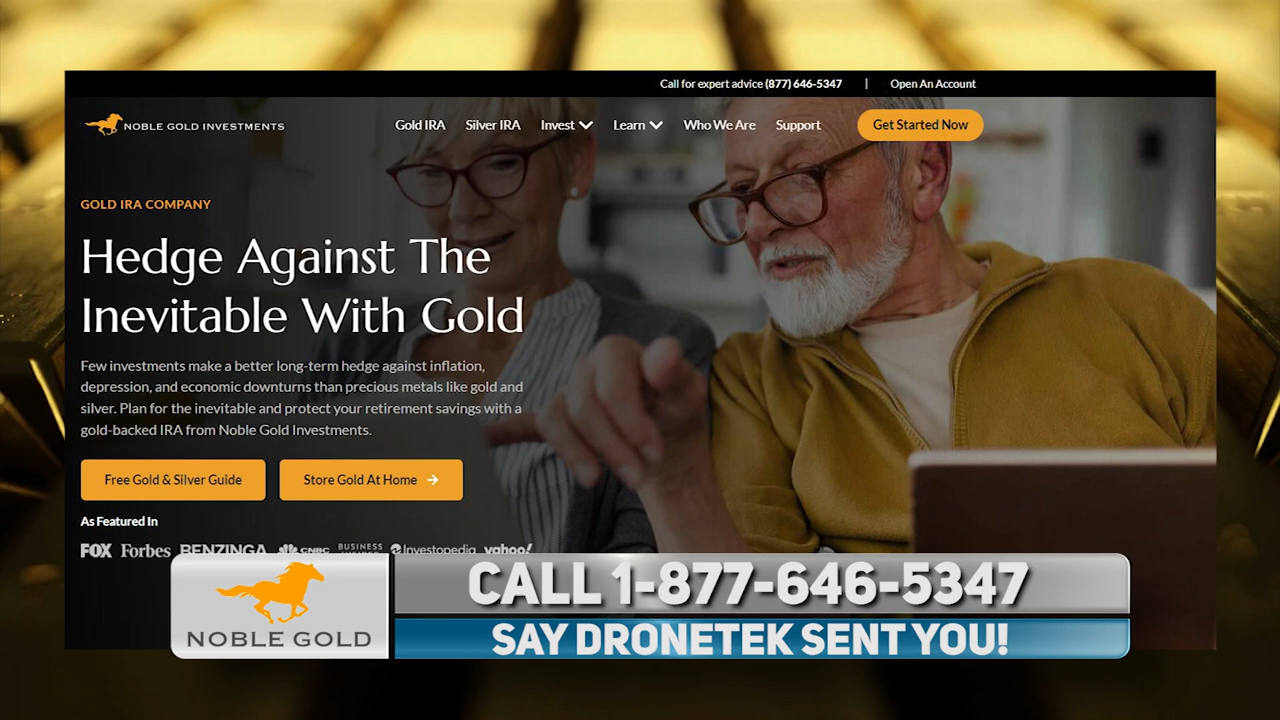 Call for expert advice (877) 646-5347 | Open An Account
NOBLE GOLD INVESTMENTS
Gold IRA Silver IRA Invest Learn Who We Are Support Get Started Now
GOLD IRA COMPANY
Hedge Against The
Inevitable With Gold
Few investments make a better long-term hedge against inflation,
depression, and economic downturns than precious metals like gold and
silver. Plan for the inevitable and protect your retirement savings with a
gold-backed IRA from Noble Gold Investments.
Free Gold & Silver Guide Store Gold At Home
As Featured In
FOX Forbes BENZINGA CNBC BUSINESS Investopedia yahoo!
CALL 1-877-646-5347
NOBLE GOLD
SAY DRONETEK SENT YOU!